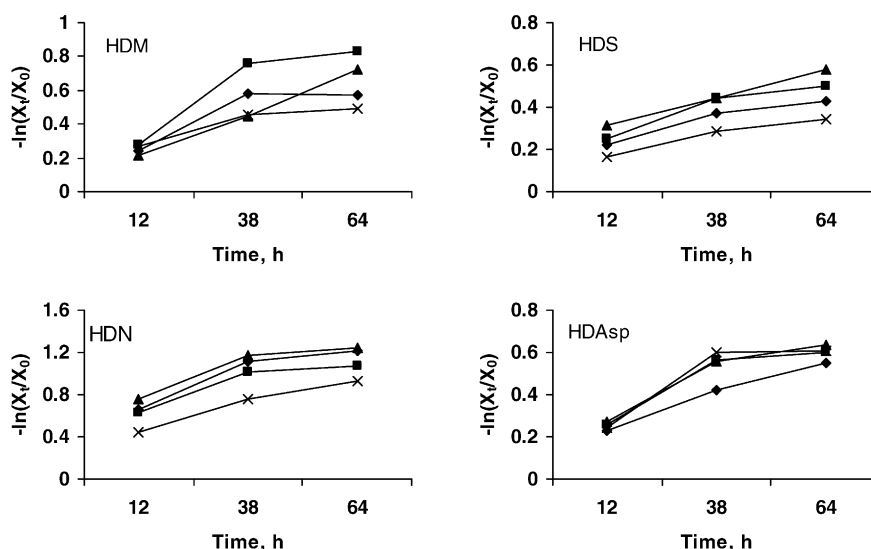 HDM
-ln(Xt/X0)
1
0.8
0.6
0.4
0.2
0
12 38 64
Time, h
HDS
-ln(Xt/X0)
0.8
0.6
0.4
0.2
0
12 38 64
Time, h
HDN
-ln(Xt/X0)
1.6
1.2
0.8
0.4
0
12 38 64
Time, h
HDAsp
-ln(Xt/X0)
0.8
0.6
0.4
0.2
0
12 38 64
Time, h